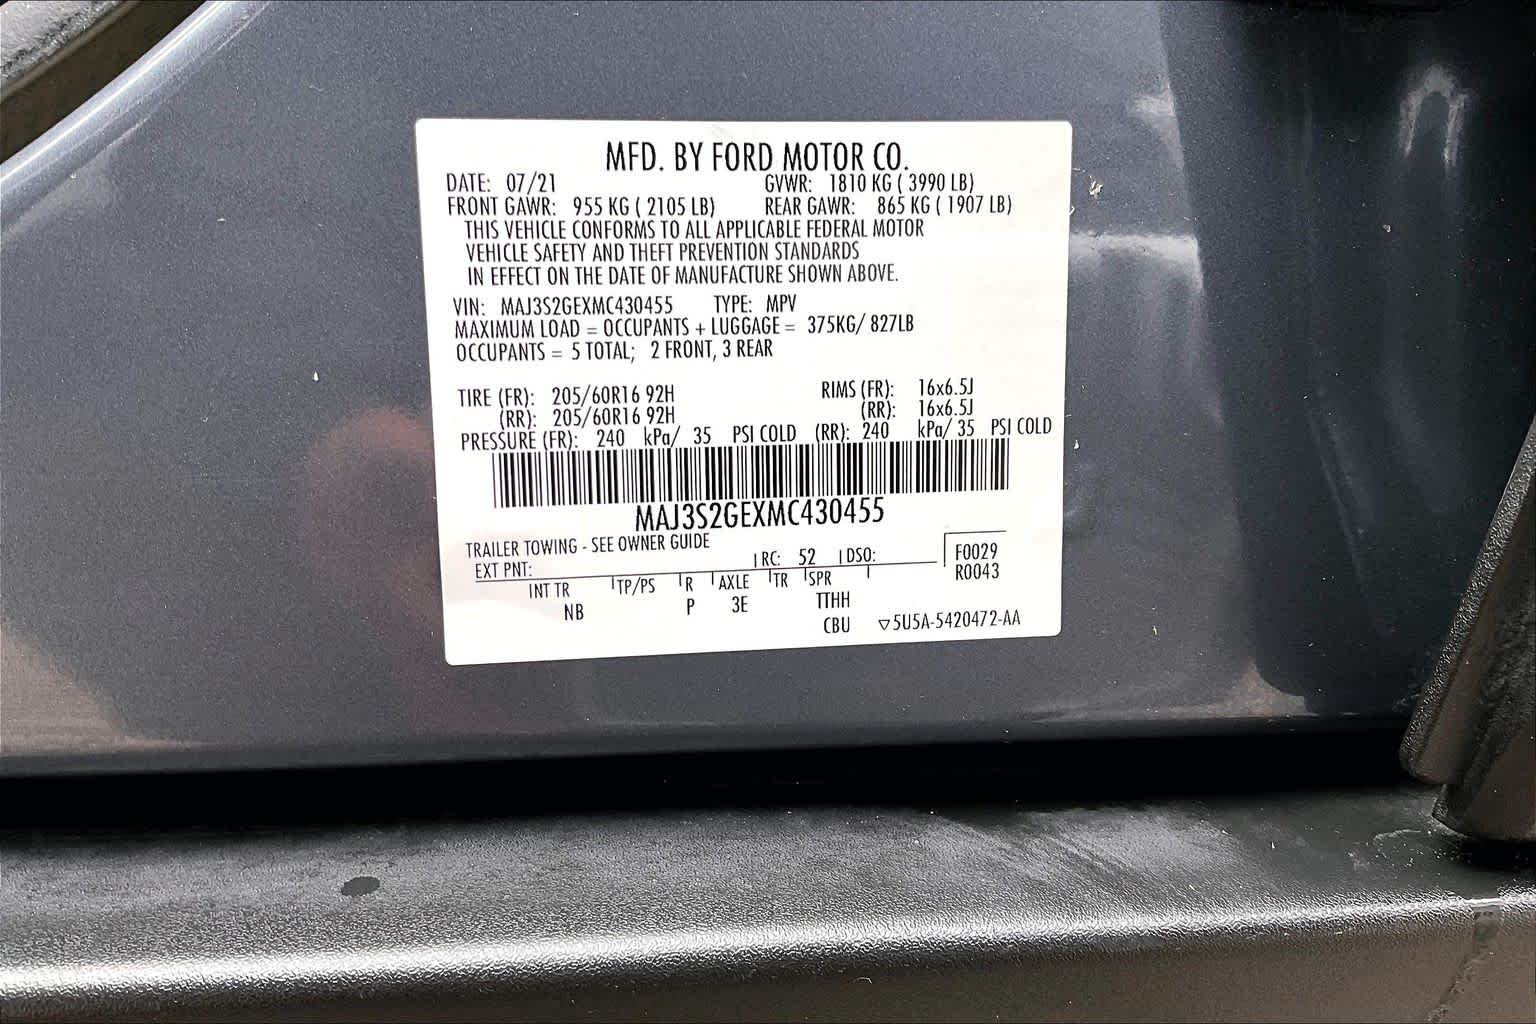 MFD. BY FORD MOTOR CO.
DATE: 07/21 GVWR: 1810 KG ( 3990 LB)
FRONT GAWR: 955 KG ( 2105 LB) REAR GAWR: 865 KG ( 1907 LB)
THIS VEHICLE CONFORMS TO ALL APPLICABLE FEDERAL MOTOR
VEHICLE SAFETY AND THEFT PREVENTION STANDARDS
IN EFFECT ON THE DATE OF MANUFACTURE SHOWN ABOVE.
VIN: MAJ3S2GEXMC430455 TYPE: MPV
MAXIMUM LOAD = OCCUPANTS + LUGGAGE = 375KG/ 827LB
OCCUPANTS = 5 TOTAL; 2 FRONT, 3 REAR
TIRE (FR): 205/60R16 92H RIMS (FR): 16x6.5J
(RR): 205/60R16 92H (RR): 16x6.5J
PRESSURE (FR): 240 kPa/ 35 PSI COLD (RR): 240 kPa/ 35 PSI COLD
MAJ3S2GEXMC430455
TRAILER TOWING - SEE OWNER GUIDE
EXT PNT: RC: 52 DSO: F0029
R0043
INT TR TP/PS R AXLE TR SPR
NB P 3E TTHH
CBU ▽5U5A-5420472-AA